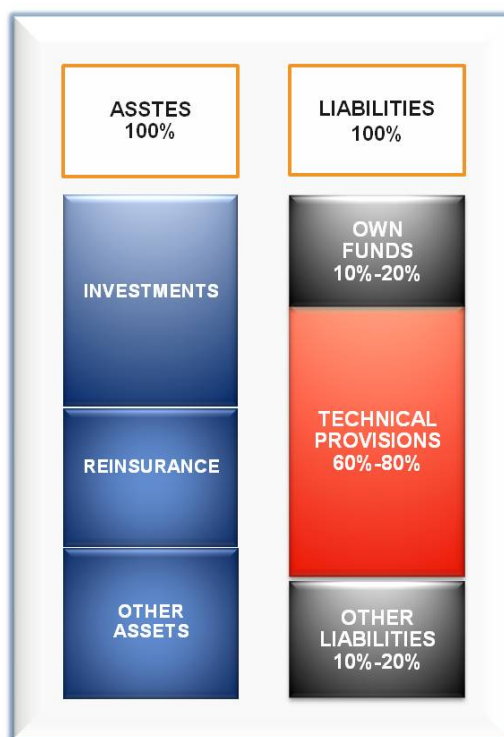 ASSTES
100%
INVESTMENTS
REINSURANCE
OTHER
ASSETS
LIABILITIES
100%
OWN
FUNDS
10%-20%
TECHNICAL
PROVISIONS
60%-80%
OTHER
LIABILITIES
10%-20%